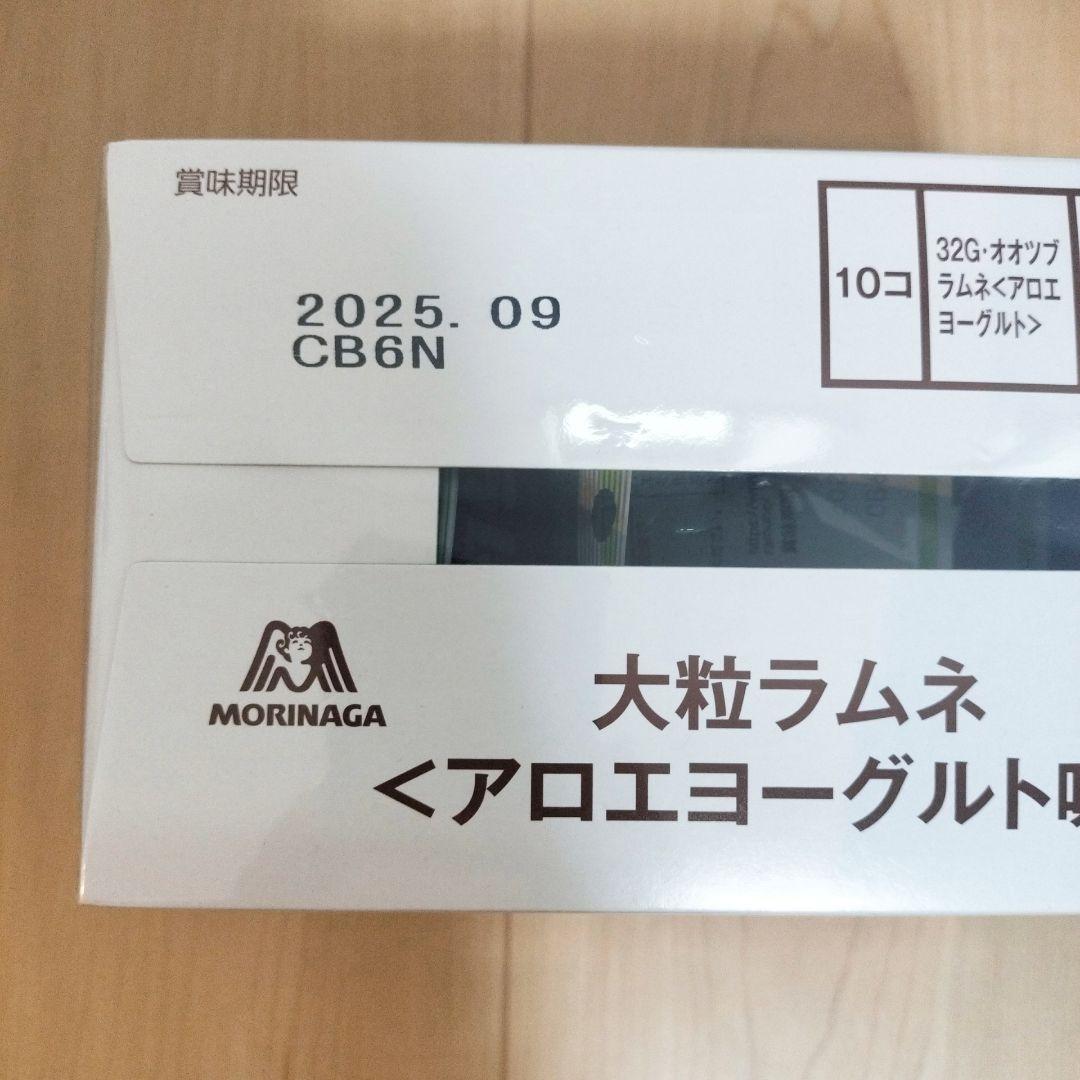 賞味期限
2025. 09
CB6N
10コ
32G・オオツブ
ラムネ<アロエ
ヨーグルト>
MORINAGA
大粒ラムネ
<アロエヨーグルト味